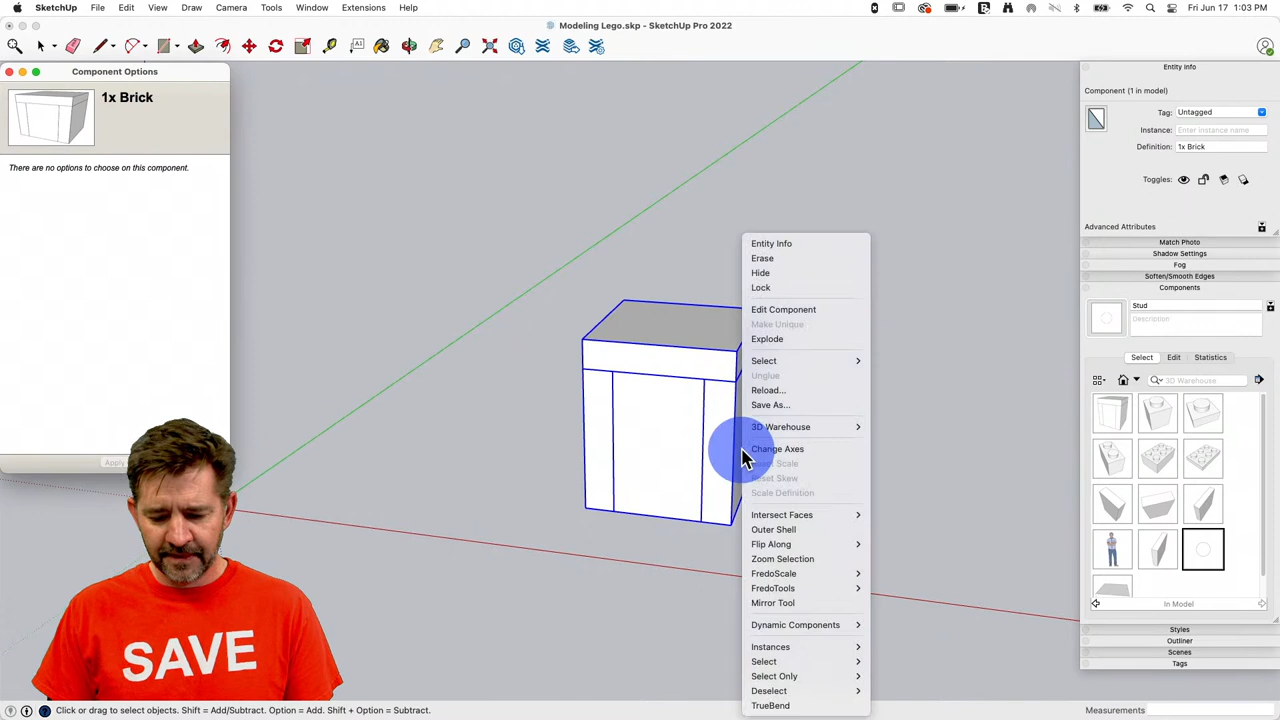 SketchUp File Edit View Draw Camera Tools Window Extensions Help
Fri Jun 17 1:03 PM
Modeling Lego.skp - SketchUp Pro 2022
Component Options
1x Brick
There are no options to choose on this component.
Apply
Entity Info
Erase
Hide
Lock
Edit Component
Make Unique
Explode
Select
Unglue
Reload...
Save As...
3D Warehouse
Change Axes
Reset Skew
Scale Definition
Intersect Faces
Outer Shell
Flip Along
Zoom Selection
FredoScale
FredoTools
Mirror Tool
Dynamic Components
Instances
Select
Select Only
Deselect
TrueBend
Entity Info
Component (1 in model)
Tag: Untagged
Instance: Enter instance name
Definition: 1x Brick
Toggles:
Advanced Attributes
Match Photo
Shadow Settings
Fog
Soften/Smooth Edges
Components
Stud
Description
Select Edit Statistics
3D Warehouse
In Model
Styles
Outliner
Scenes
Tags
SAVE
Click or drag to select objects. Shift = Add/Subtract. Option = Add. Shift + Option = Subtract.
Measurements